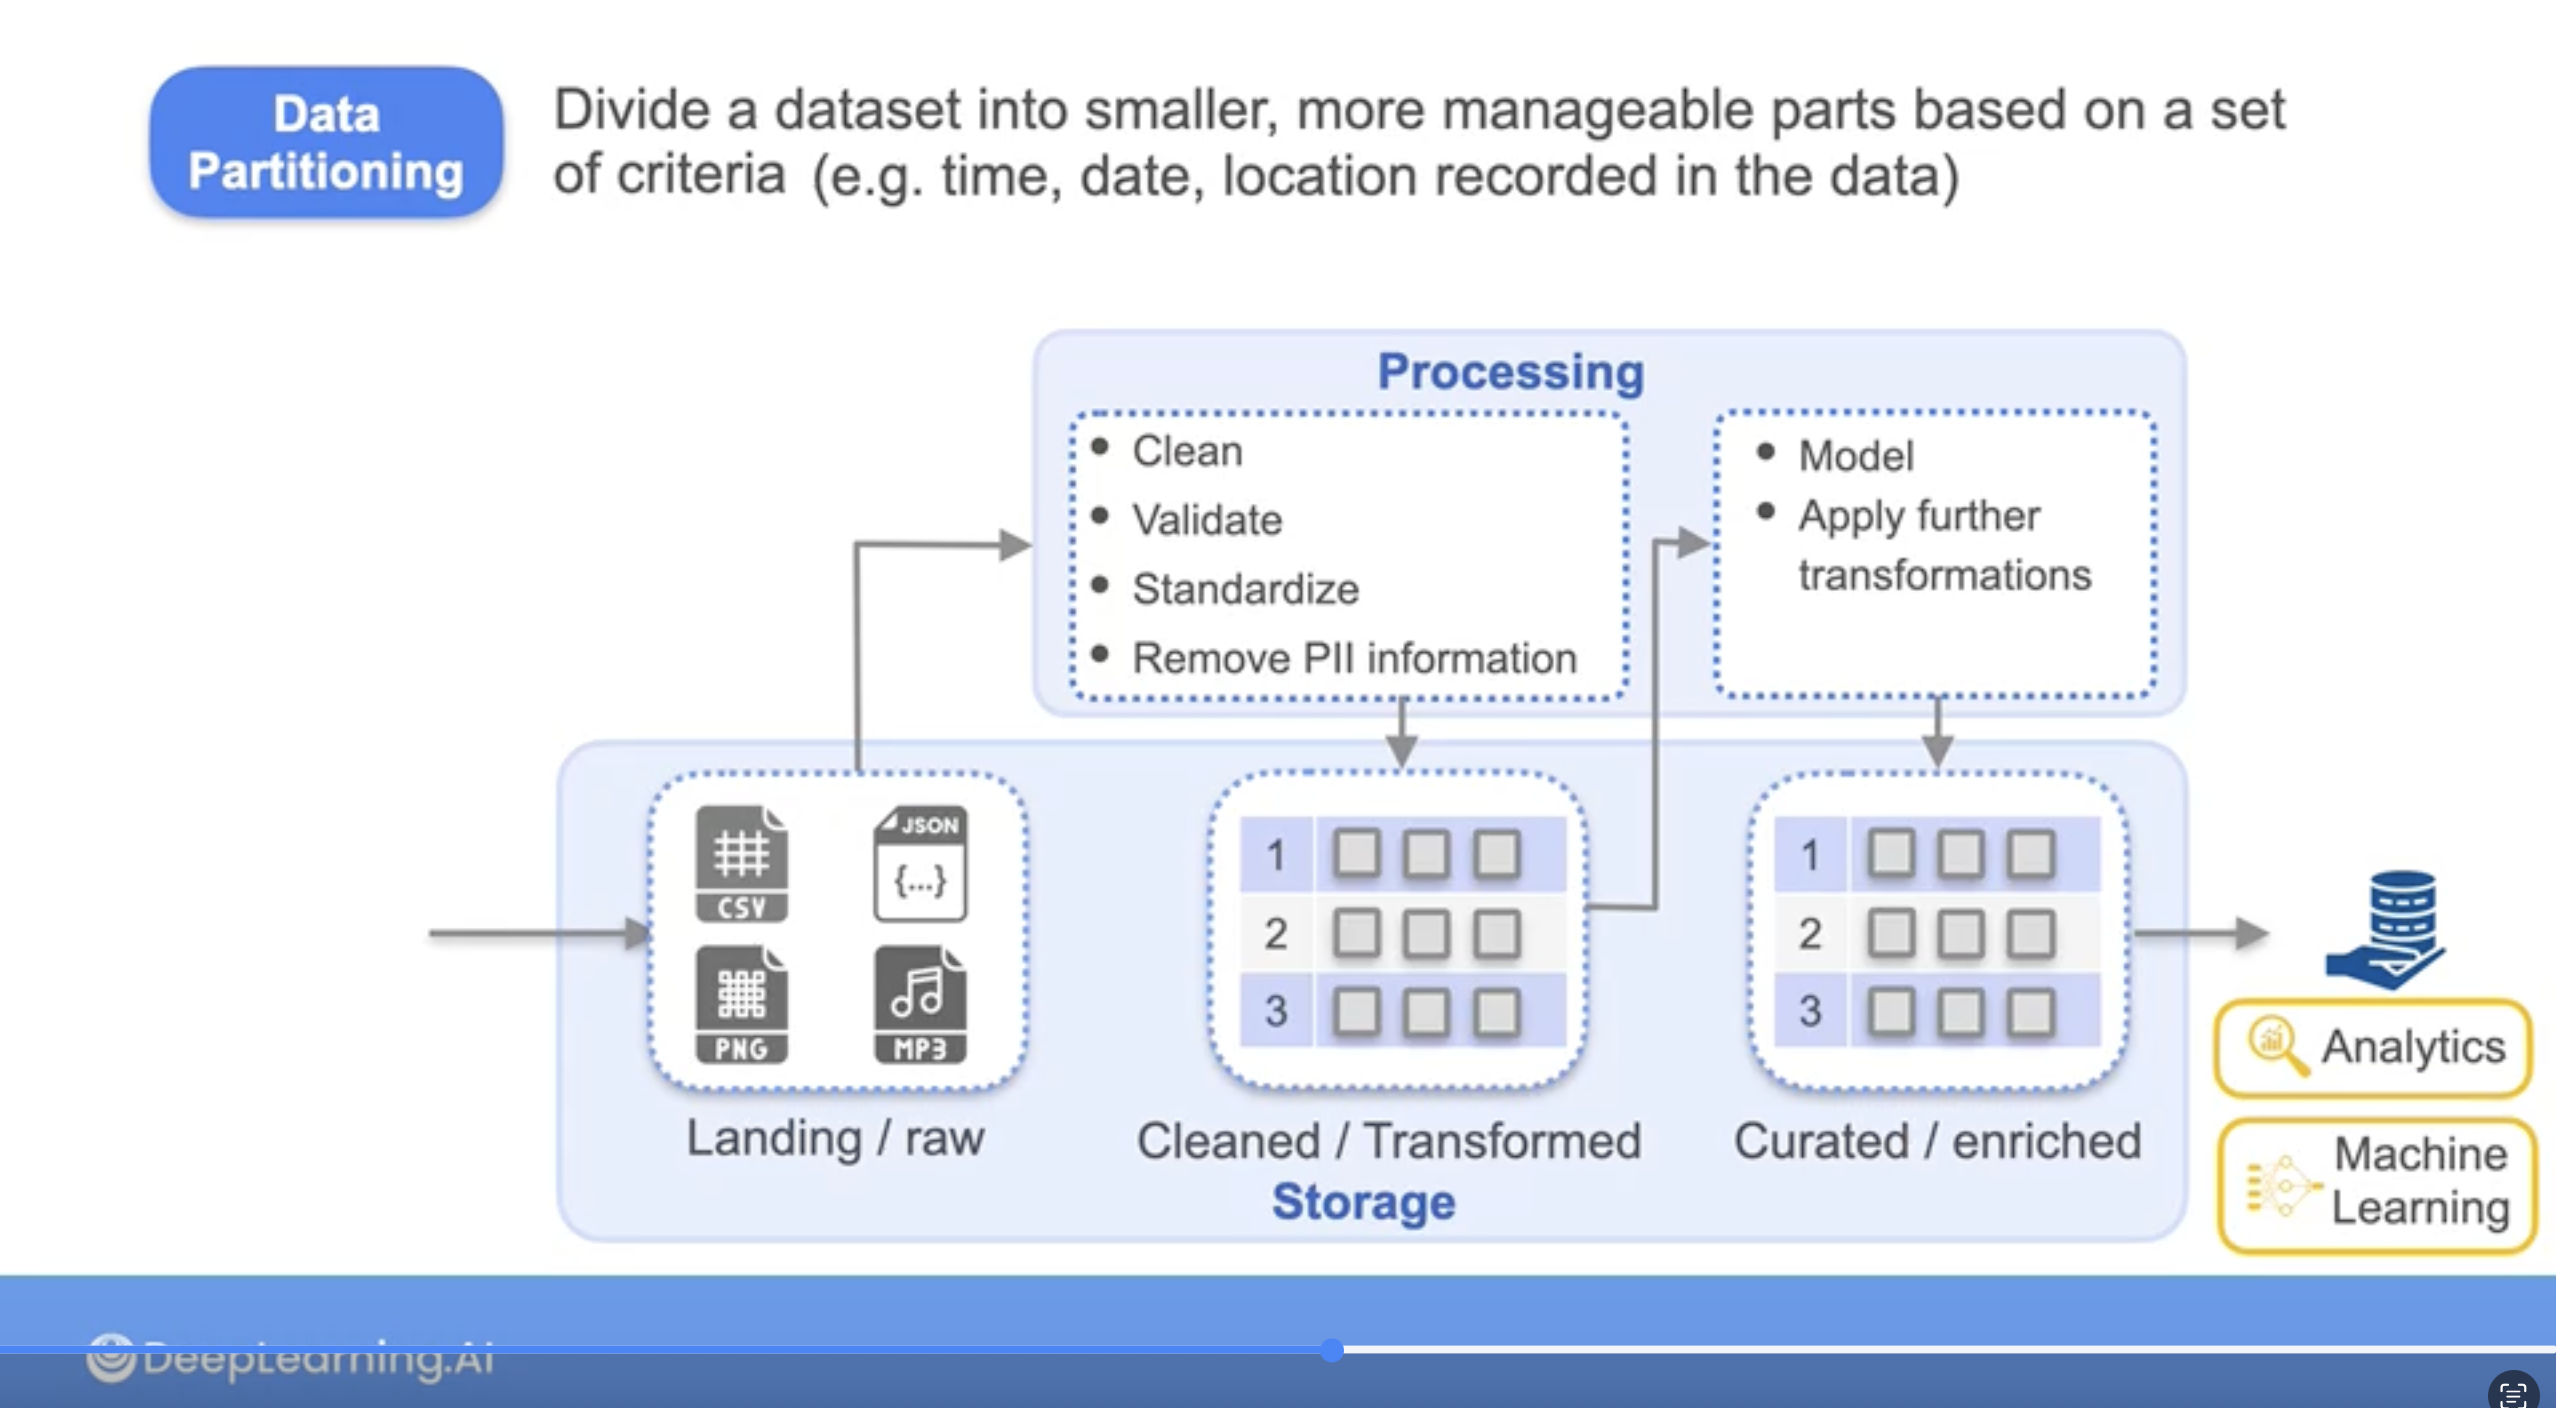 Data
Partitioning
Divide a dataset into smaller, more manageable parts based on a set
of criteria (e.g. time, date, location recorded in the data)
Processing
• Clean
• Validate
• Standardize
• Remove PII information
• Model
• Apply further
transformations
CSV
JSON
{...}
PNG
MP3
1
2
3
1
2
3
Landing / raw
Cleaned / Transformed
Curated / enriched
Storage
Analytics
Machine
Learning
DeepLearning.AI